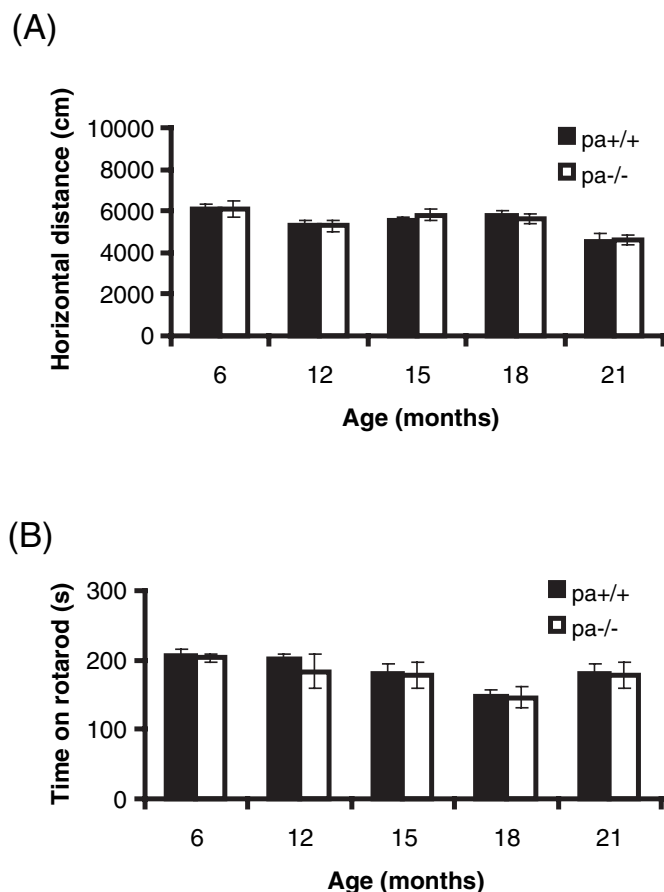 (A)
Horizontal distance (cm)
10000
8000
6000
4000
2000
0
pa+/+
pa-/-
6 12 15 18 21
Age (months)
(B)
Time on rotarod (s)
300
200
100
0
pa+/+
pa-/-
6 12 15 18 21
Age (months)